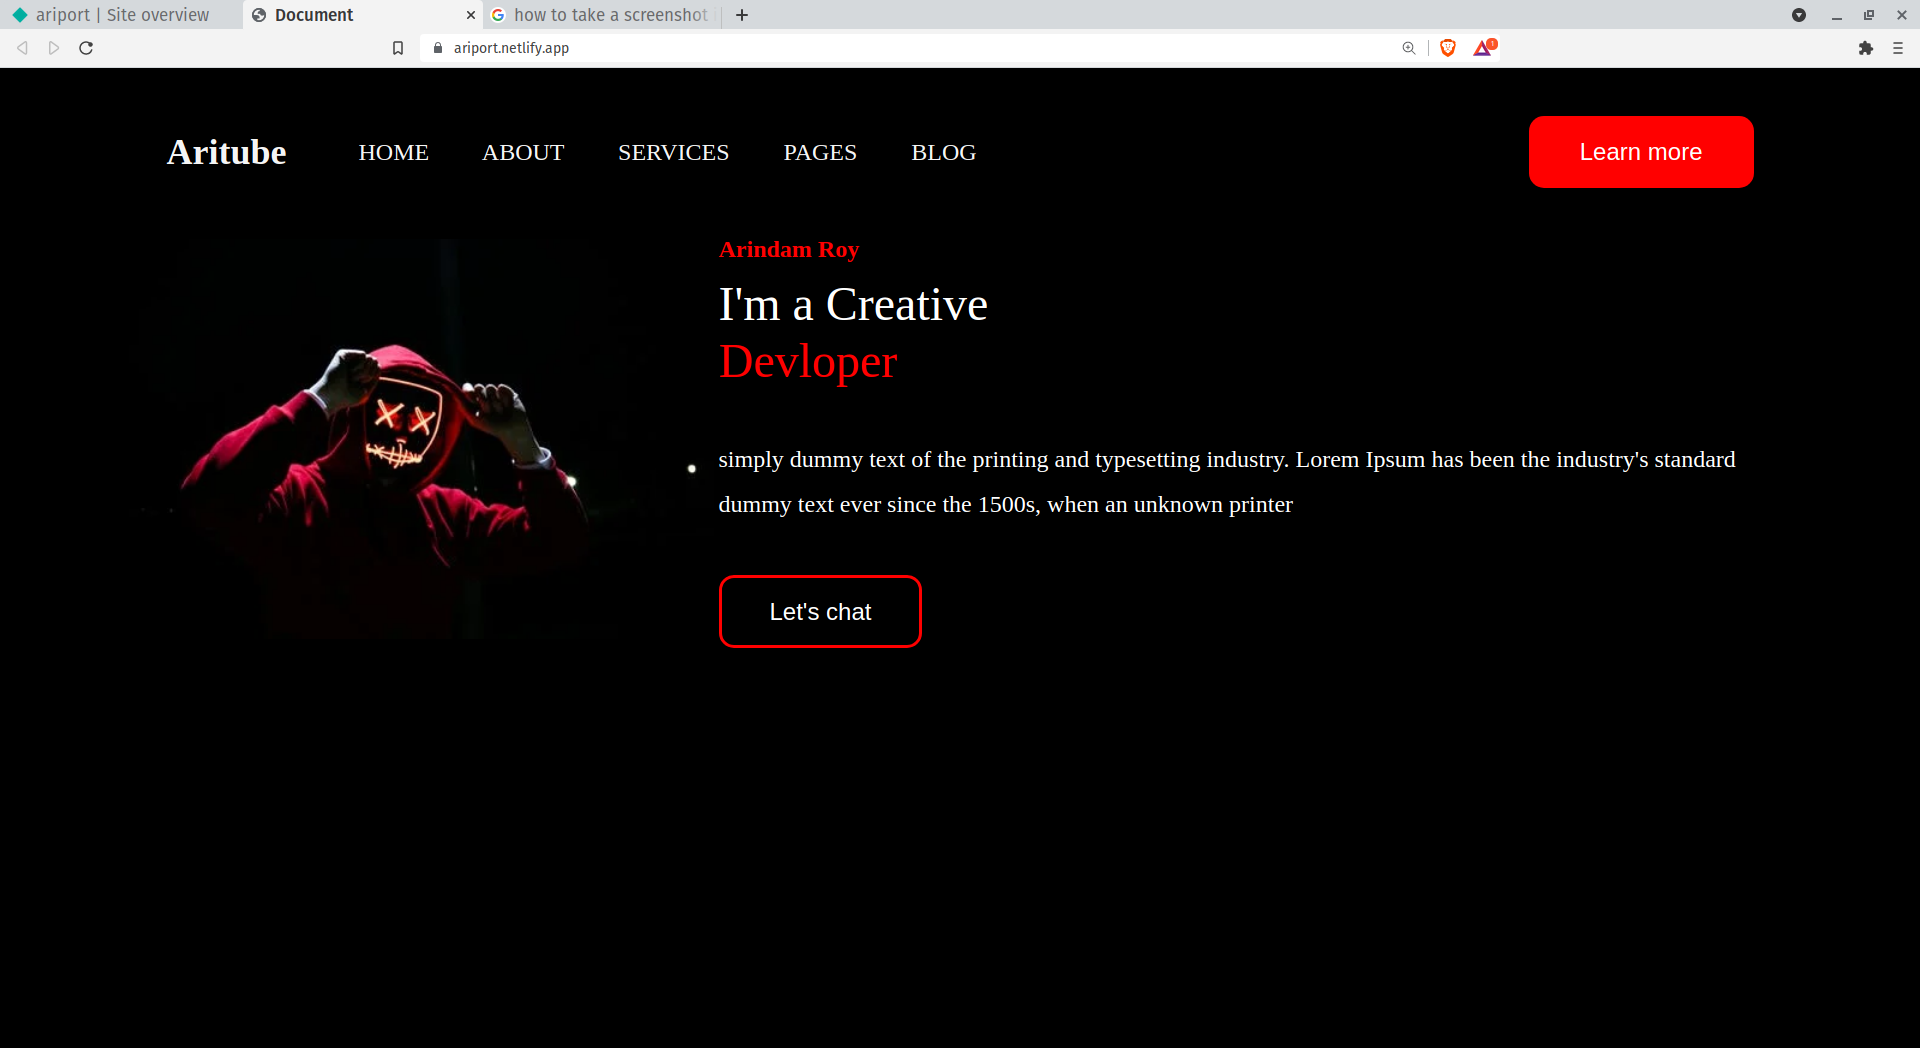 ariport | Site overview
Document
how to take a screenshot
ariport.netlify.app
1
Aritube
HOME
ABOUT
SERVICES
PAGES
BLOG
Learn more
Arindam Roy
I'm a Creative
Devloper
simply dummy text of the printing and typesetting industry. Lorem Ipsum has been the industry's standard
dummy text ever since the 1500s, when an unknown printer
Let's chat